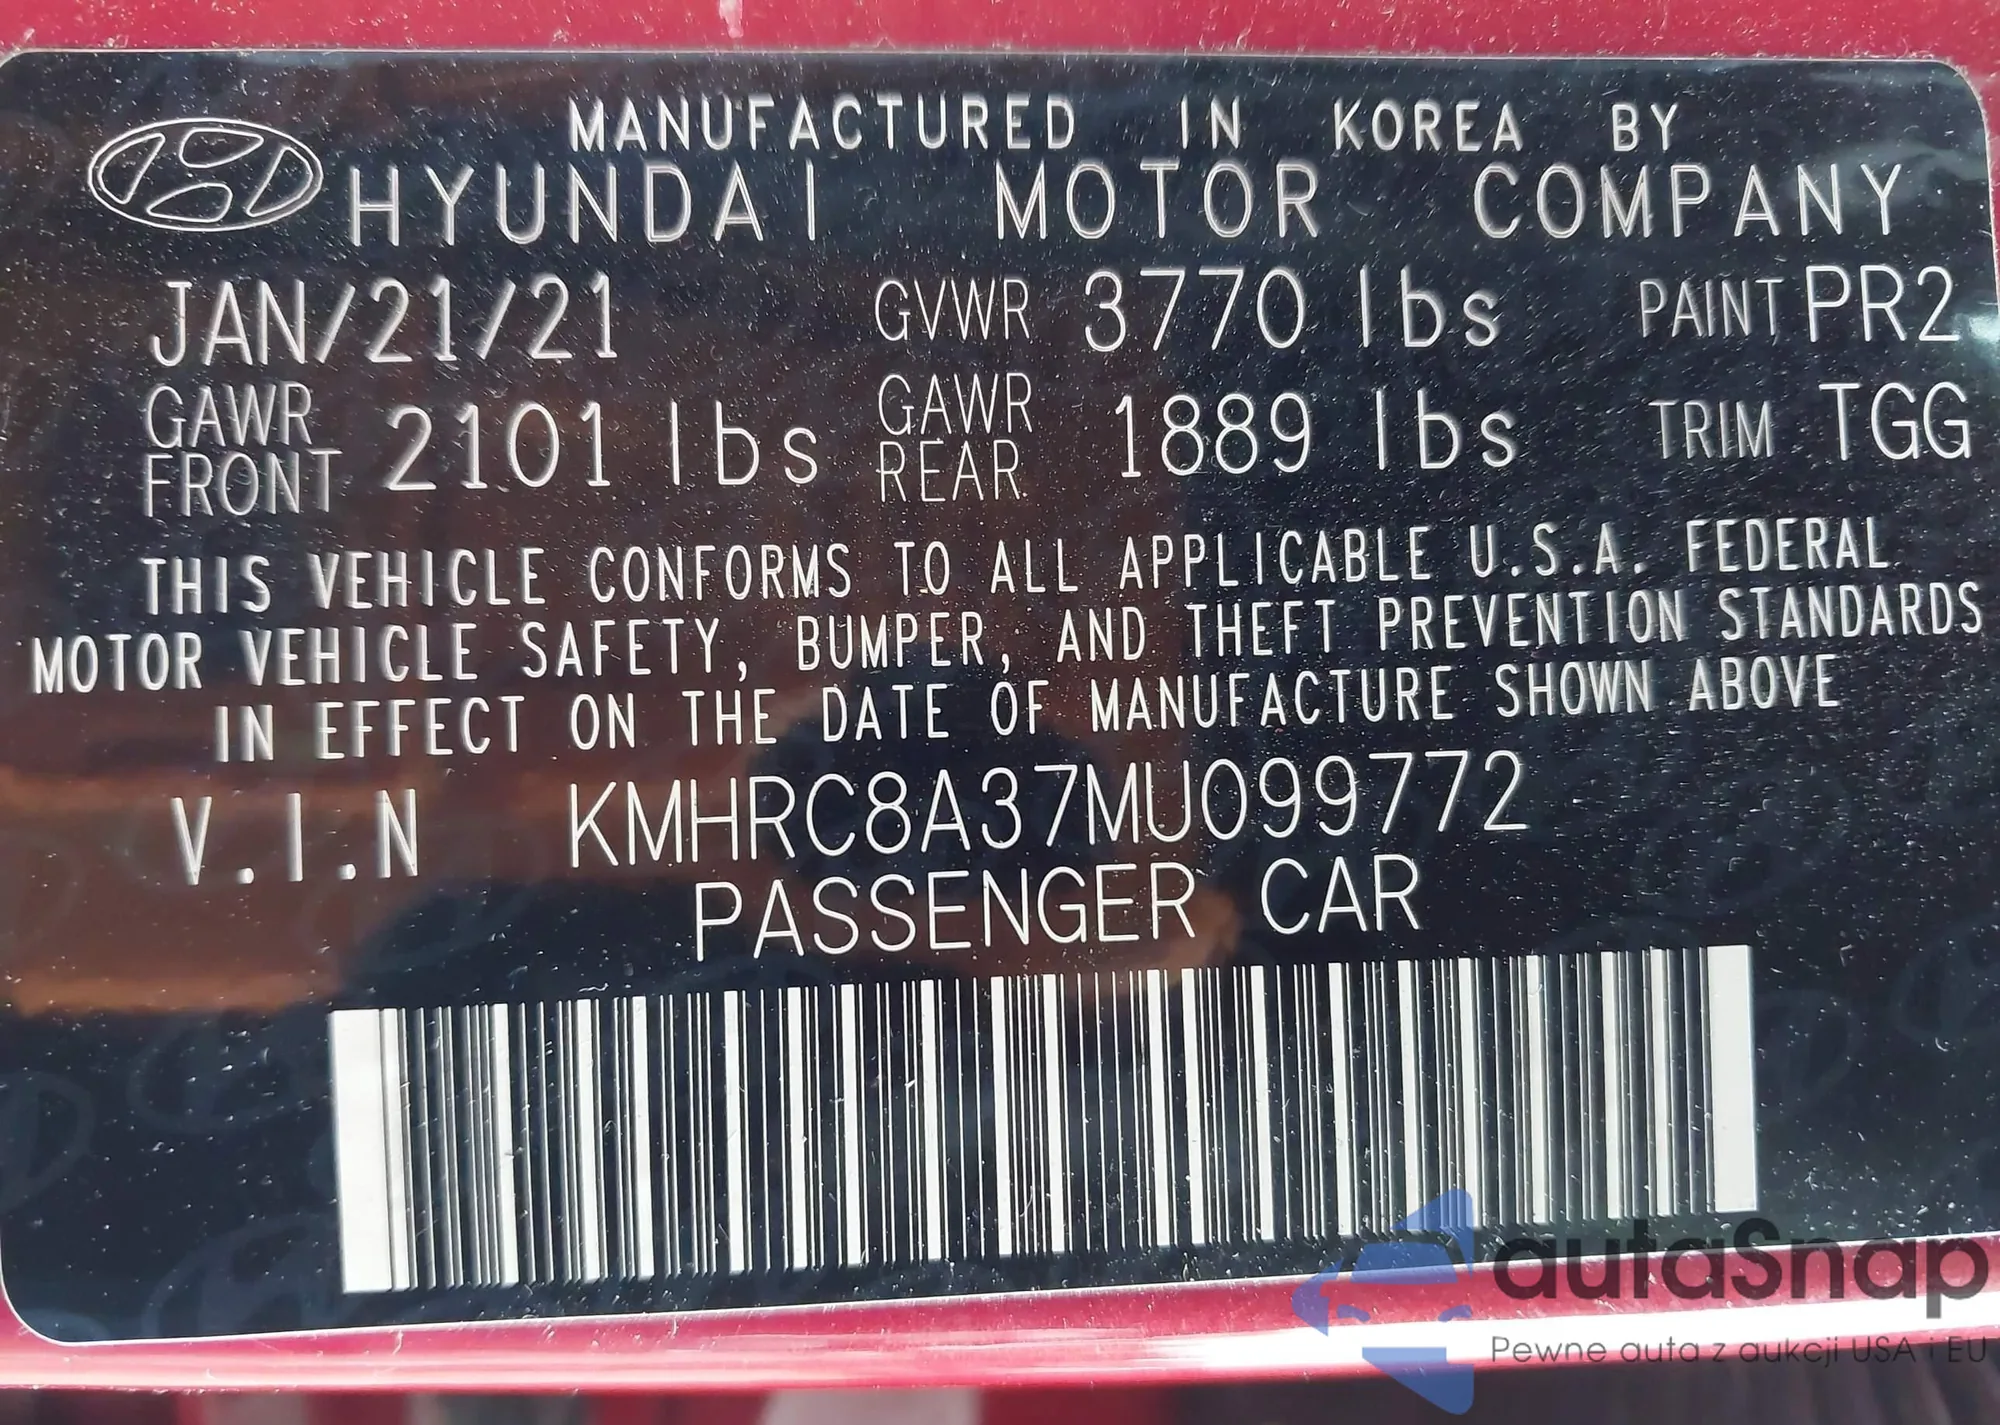 MANUFACTURED IN KOREA BY
HYUNDAI MOTOR COMPANY
JAN/21/21 GVWR 3770 lbs PAINT PR2
GAWR FRONT 2101 lbs GAWR REAR 1889 lbs TRIM TGG
THIS VEHICLE CONFORMS TO ALL APPLICABLE U.S.A. FEDERAL
MOTOR VEHICLE SAFETY, BUMPER, AND THEFT PREVENTION STANDARDS
IN EFFECT ON THE DATE OF MANUFACTURE SHOWN ABOVE
V.I.N KMHRC8A37MU099772
PASSENGER CAR
autaSnap
Pewne auta z aukcji USA i EU